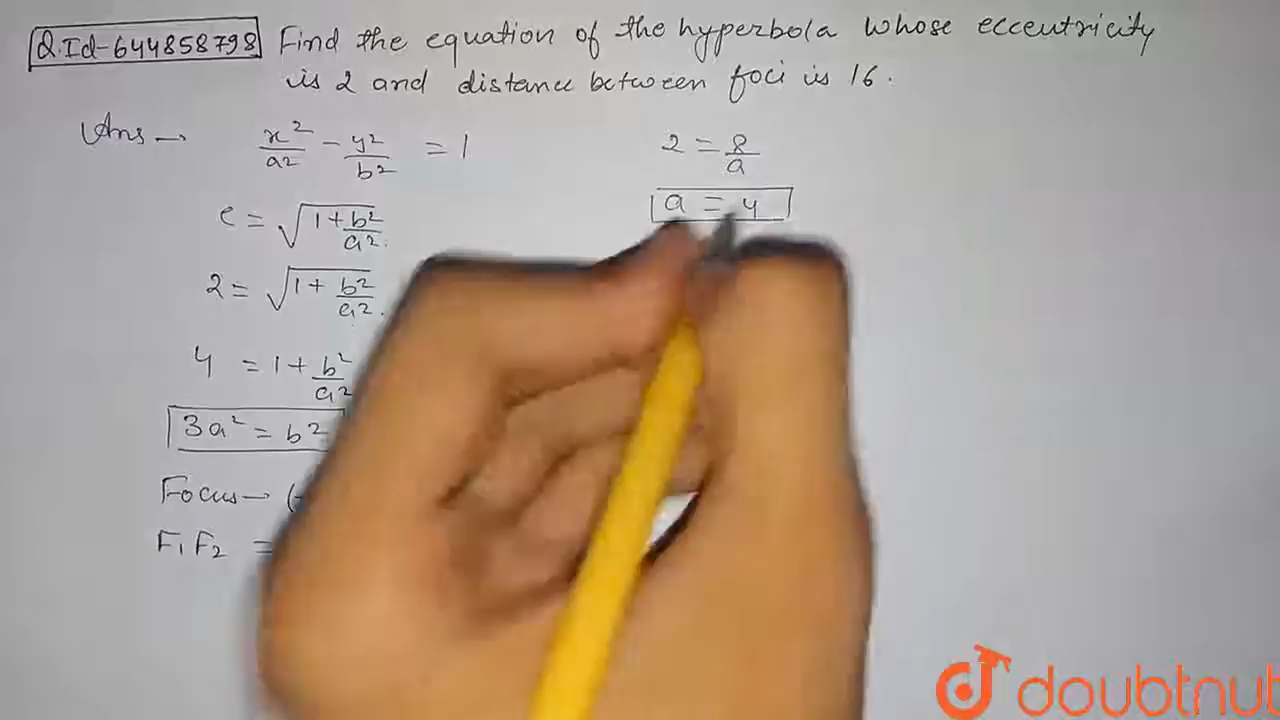 Q.Id-644858798 Find the equation of the hyperbola whose eccentricity
is 2 and distance between foci is 16.
Ans → x²/a² - y²/b² = 1
e = √(1+b²/a²).
2 = √(1+b²/a²).
4 = 1+b²/a²
3a² = b²
Focus → (
F₁F₂ =
2 = 8/a
a = 4
doubtnut